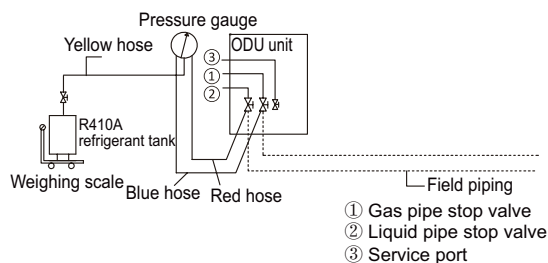 Pressure gauge
Yellow hose
ODU unit
③
①
②
R410A
refrigerant tank
Weighing scale
Blue hose
Red hose
Field piping
① Gas pipe stop valve
② Liquid pipe stop valve
③ Service port